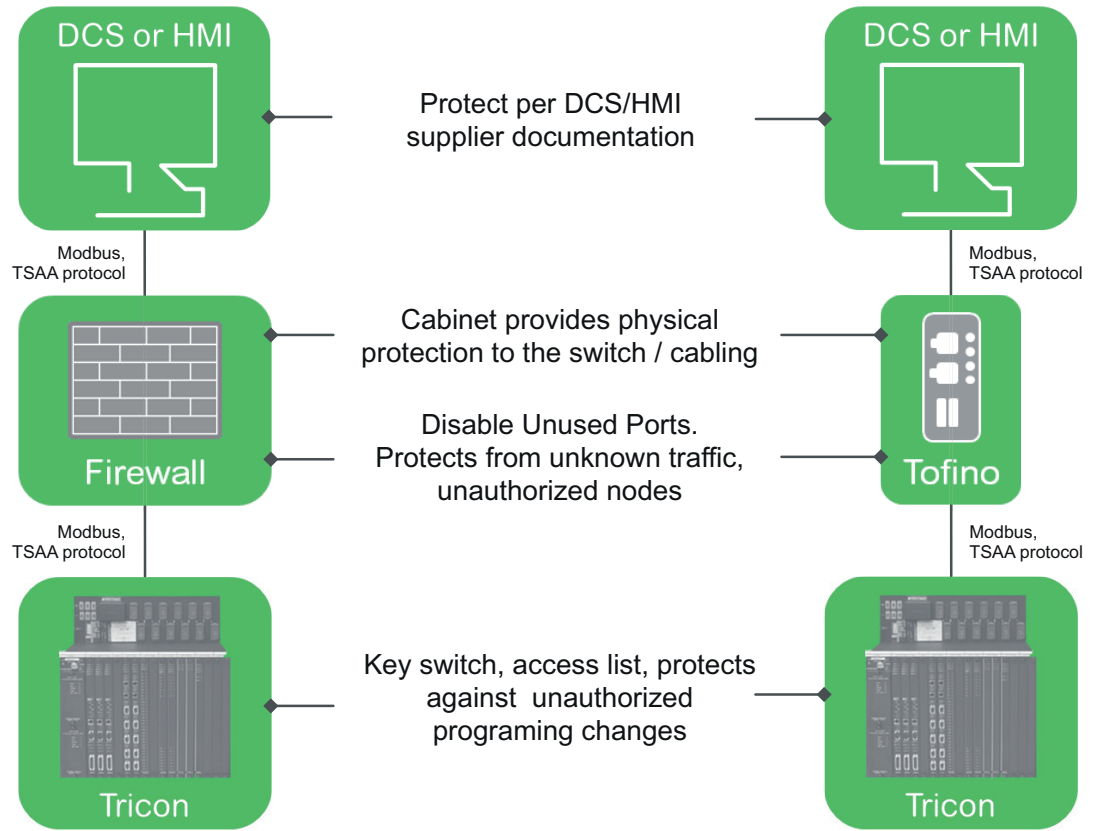 DCS or HMI
DCS or HMI
Protect per DCS/HMI
supplier documentation
Modbus,
TSAA protocol
Modbus,
TSAA protocol
Cabinet provides physical
protection to the switch / cabling
Disable Unused Ports.
Protects from unknown traffic,
unauthorized nodes
Firewall
Tofino
Modbus,
TSAA protocol
Modbus,
TSAA protocol
Key switch, access list, protects
against unauthorized
programing changes
Tricon
Tricon